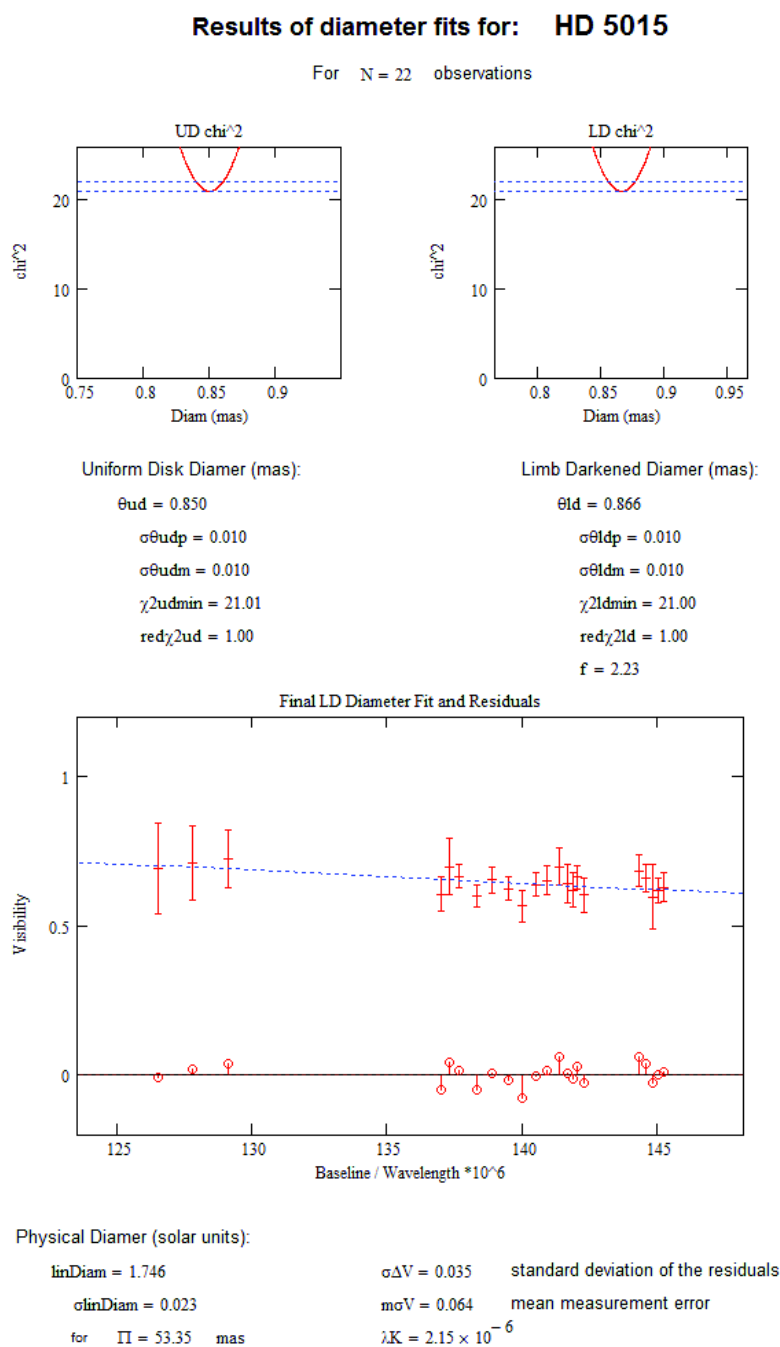 Results of diameter fits for: HD 5015
For N = 22 observations
UD chi^2
LD chi^2
chi^2
20
10
0
0.75 0.8 0.85 0.9
Diam (mas)
chi^2
20
10
0
0.8 0.85 0.9 0.95
Diam (mas)
Uniform Disk Diamer (mas):
θud = 0.850
σθudp = 0.010
σθudm = 0.010
χ2udmin = 21.01
redχ2ud = 1.00
Limb Darkened Diamer (mas):
θld = 0.866
σθldp = 0.010
σθldm = 0.010
χ2ldmin = 21.00
redχ2ld = 1.00
f = 2.23
Final LD Diameter Fit and Residuals
Visibility
1
0.5
0
125 130 135 140 145
Baseline / Wavelength *10^6
Physical Diamer (solar units):
linDiam = 1.746
σlinDiam = 0.023
for Π = 53.35 mas
σΔV = 0.035 standard deviation of the residuals
mσV = 0.064 mean measurement error
λK = 2.15 × 10⁻⁶